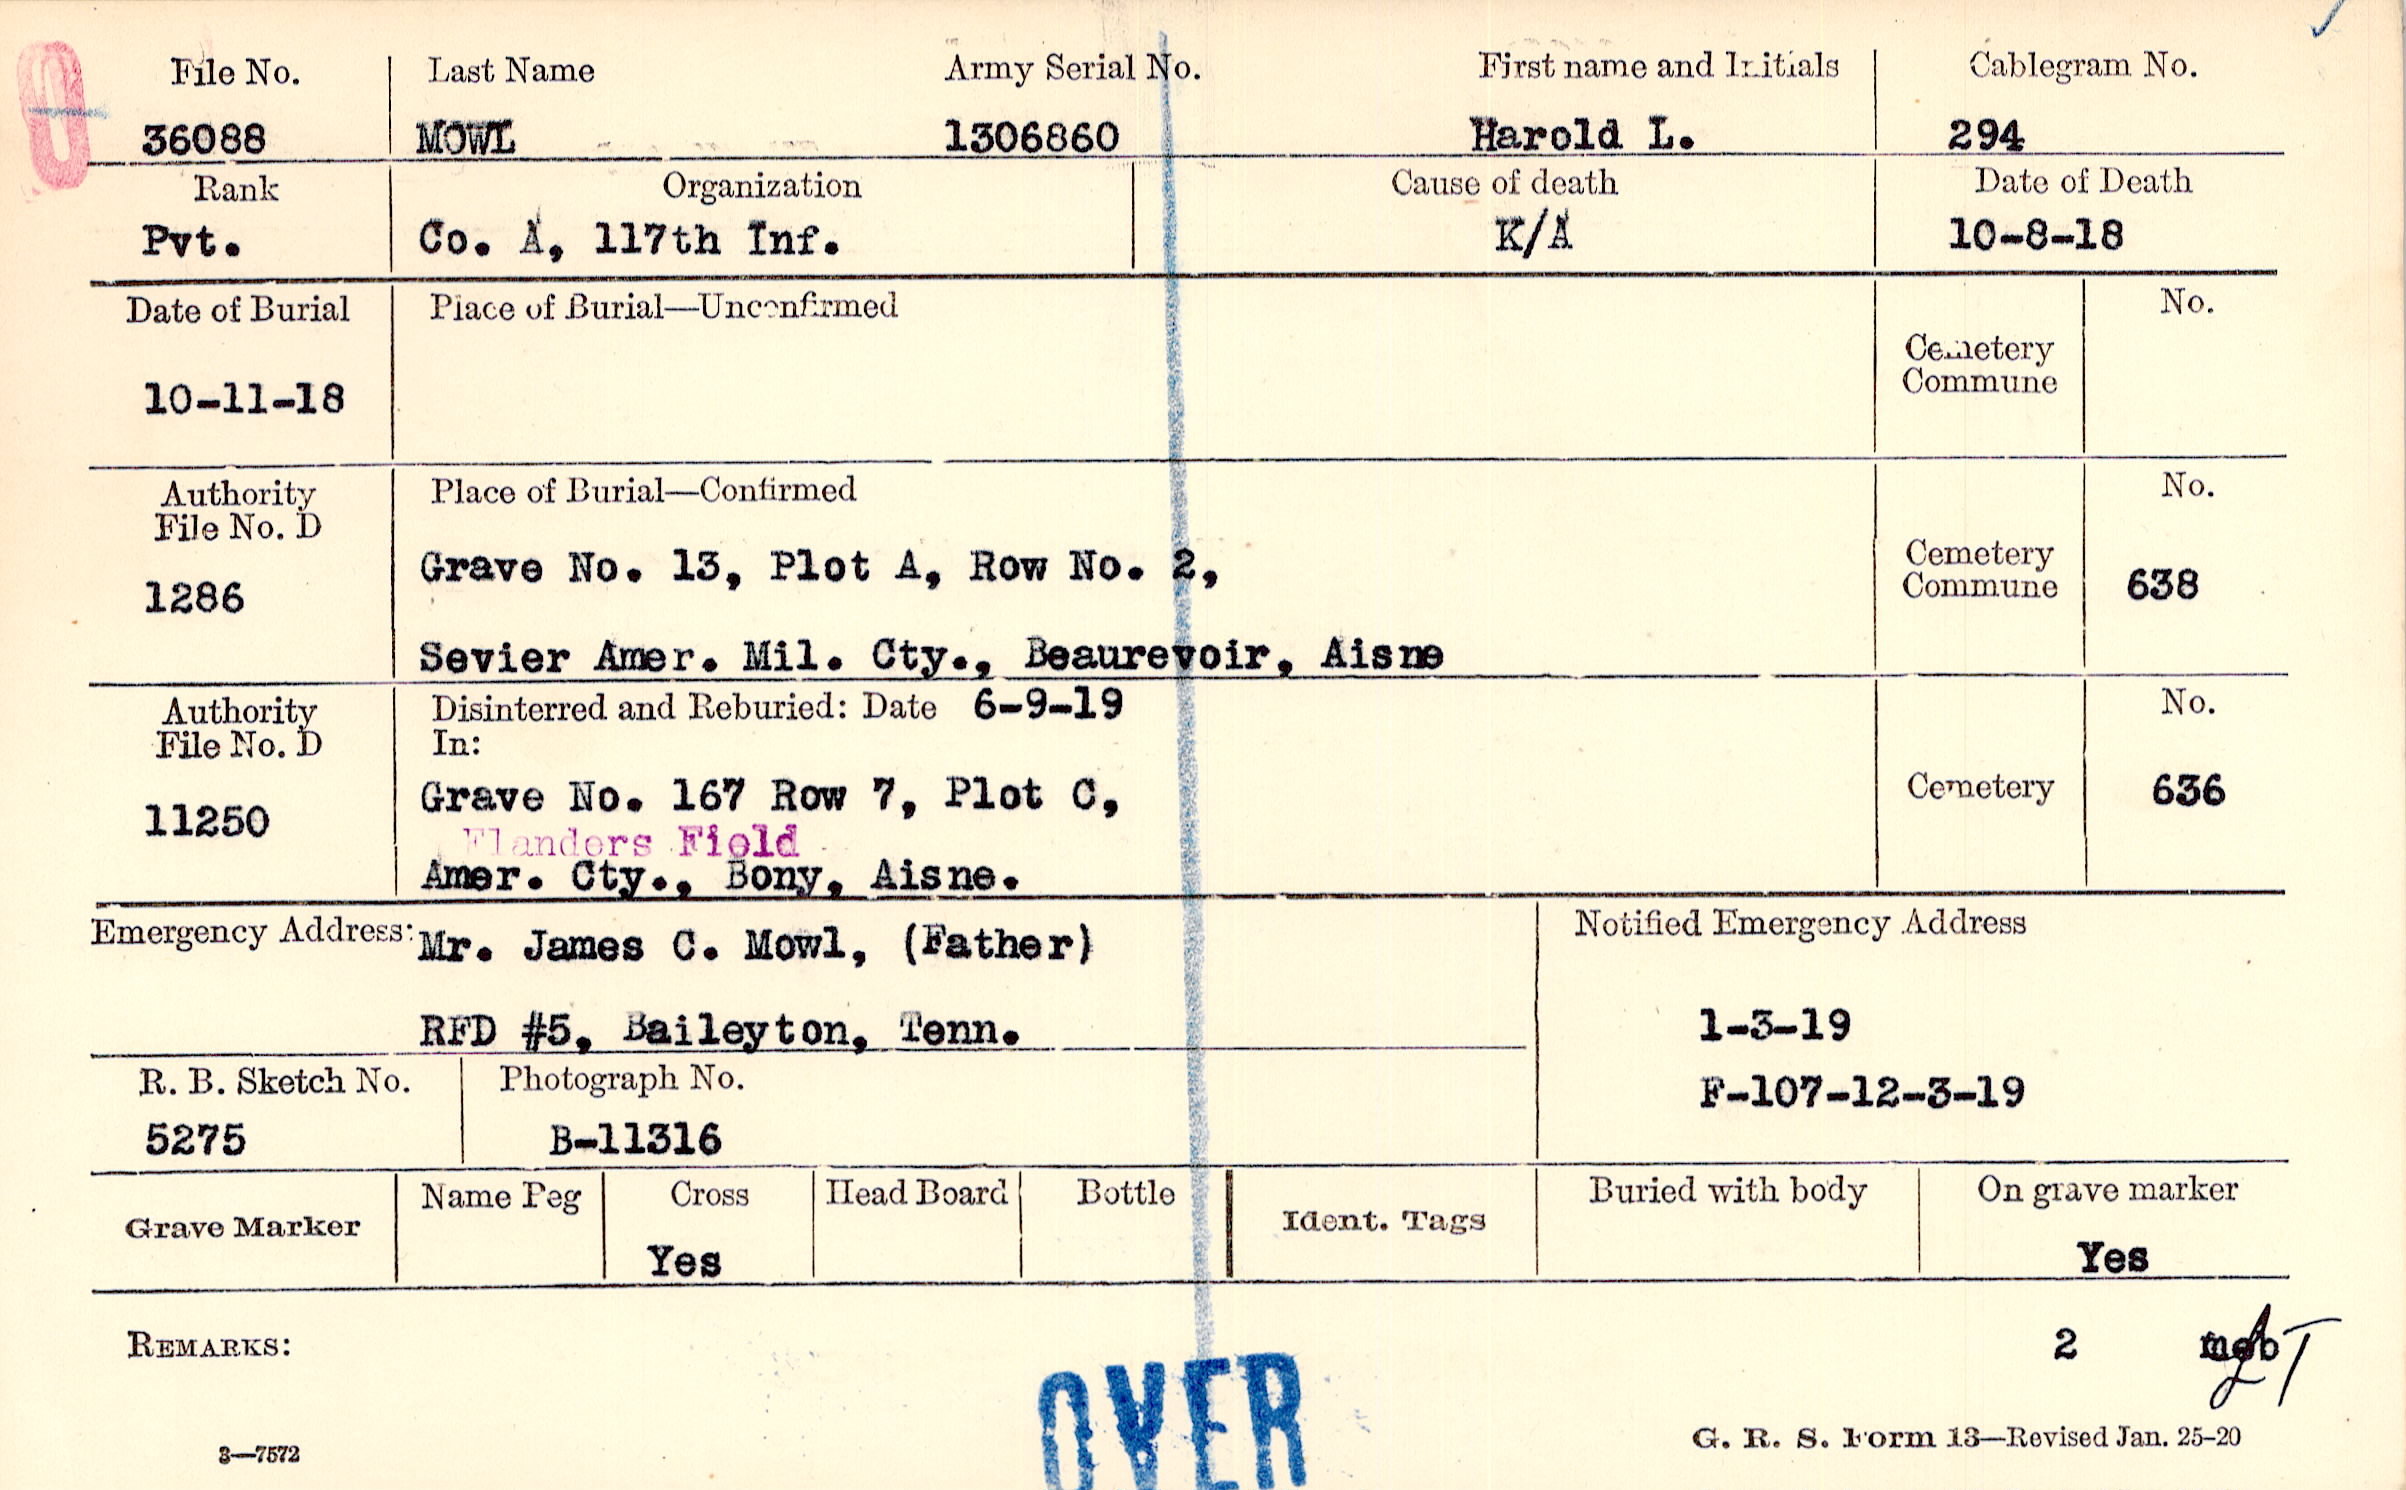 0
File No. Last Name Army Serial No. First name and Initials Cablegram No.
36088 MOWL 1306860 Harold L. 294
Rank Organization Cause of death Date of Death
Pvt. Co. A, 117th Inf. K/A 10-8-18
Date of Burial Place of Burial—Unconfirmed No.
Cemetery
Commune
10-11-18
Authority Place of Burial—Confirmed No.
File No. D
Grave No. 13, Plot A, Row No. 2, Cemetery
1286 Commune 638
Sevier Amer. Mil. Cty., Beaurevoir, Aisne
Authority Disinterred and Reburied: Date 6-9-19 No.
File No. D In:
Grave No. 167 Row 7, Plot C, Cemetery 636
11250
Flanders Field
Amer. Cty., Bony, Aisne.
Emergency Address: Mr. James C. Mowl, (Father) Notified Emergency Address
RFD #5, Baileyton, Tenn. 1-3-19
R. B. Sketch No. Photograph No. F-107-12-3-19
5275 B-11316
Name Peg Cross Head Board Bottle Buried with body On grave marker
Grave Marker Ident. Tags
Yes Yes
REMARKS: 2
OVER
3—7572 G. R. S. Form 13—Revised Jan. 25-20